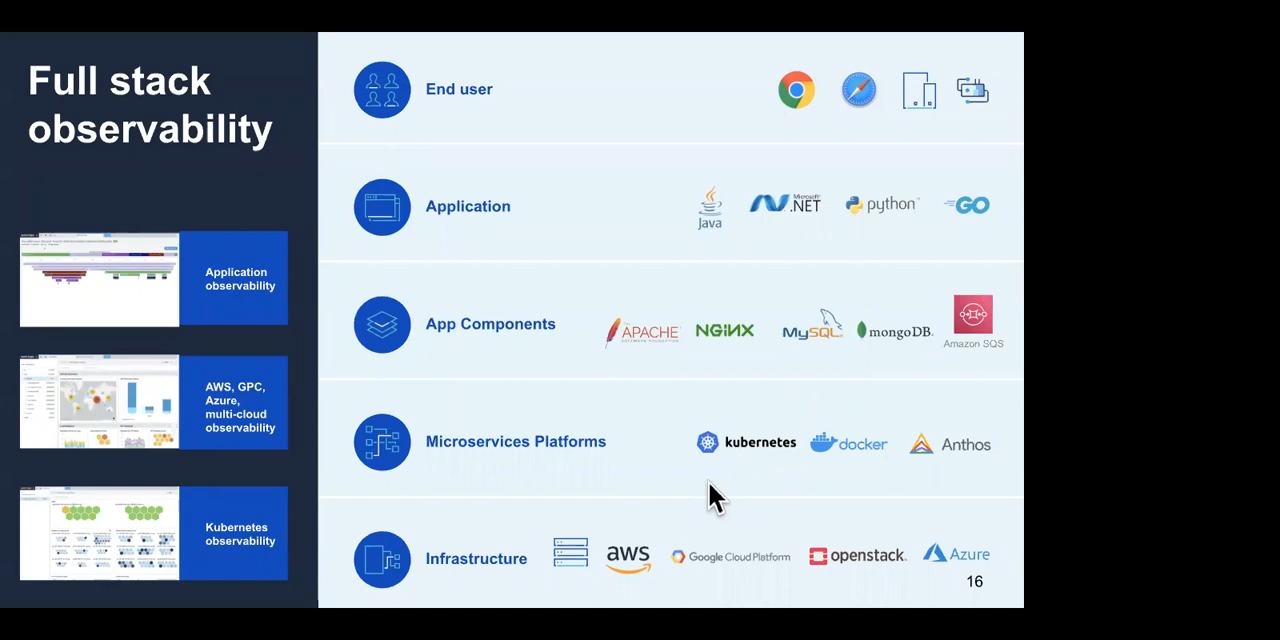 Full stack
observability
Application
observability
AWS, GPC,
Azure,
multi-cloud
observability
Kubernetes
observability
End user
Application
Java
Microsoft
.NET
python
GO
App Components
APACHE
NGINX
MySQL
mongoDB
Amazon SQS
Microservices Platforms
kubernetes
docker
Anthos
Infrastructure
aws
Google Cloud Platform
openstack
Azure
16